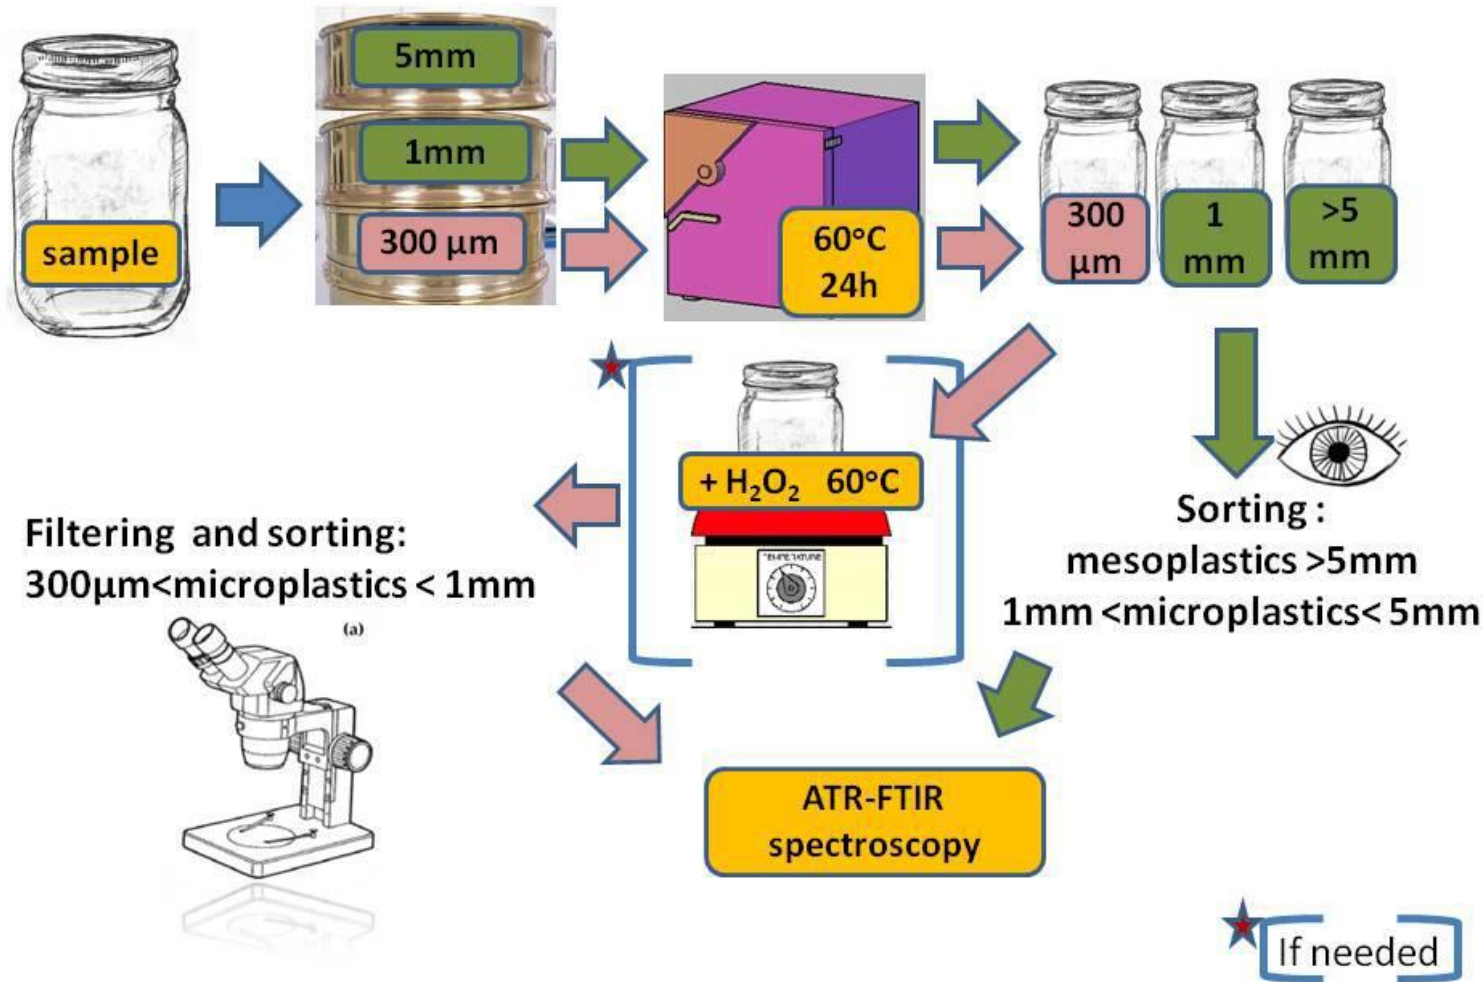 5mm
1mm
300 µm
sample
60°C
24h
300
µm
1
mm
>5
mm
+ H₂O₂ 60°C
TEMPERATURE
Sorting :
mesoplastics >5mm
1mm <microplastics< 5mm
Filtering and sorting:
300µm<microplastics < 1mm
(a)
ATR-FTIR
spectroscopy
If needed